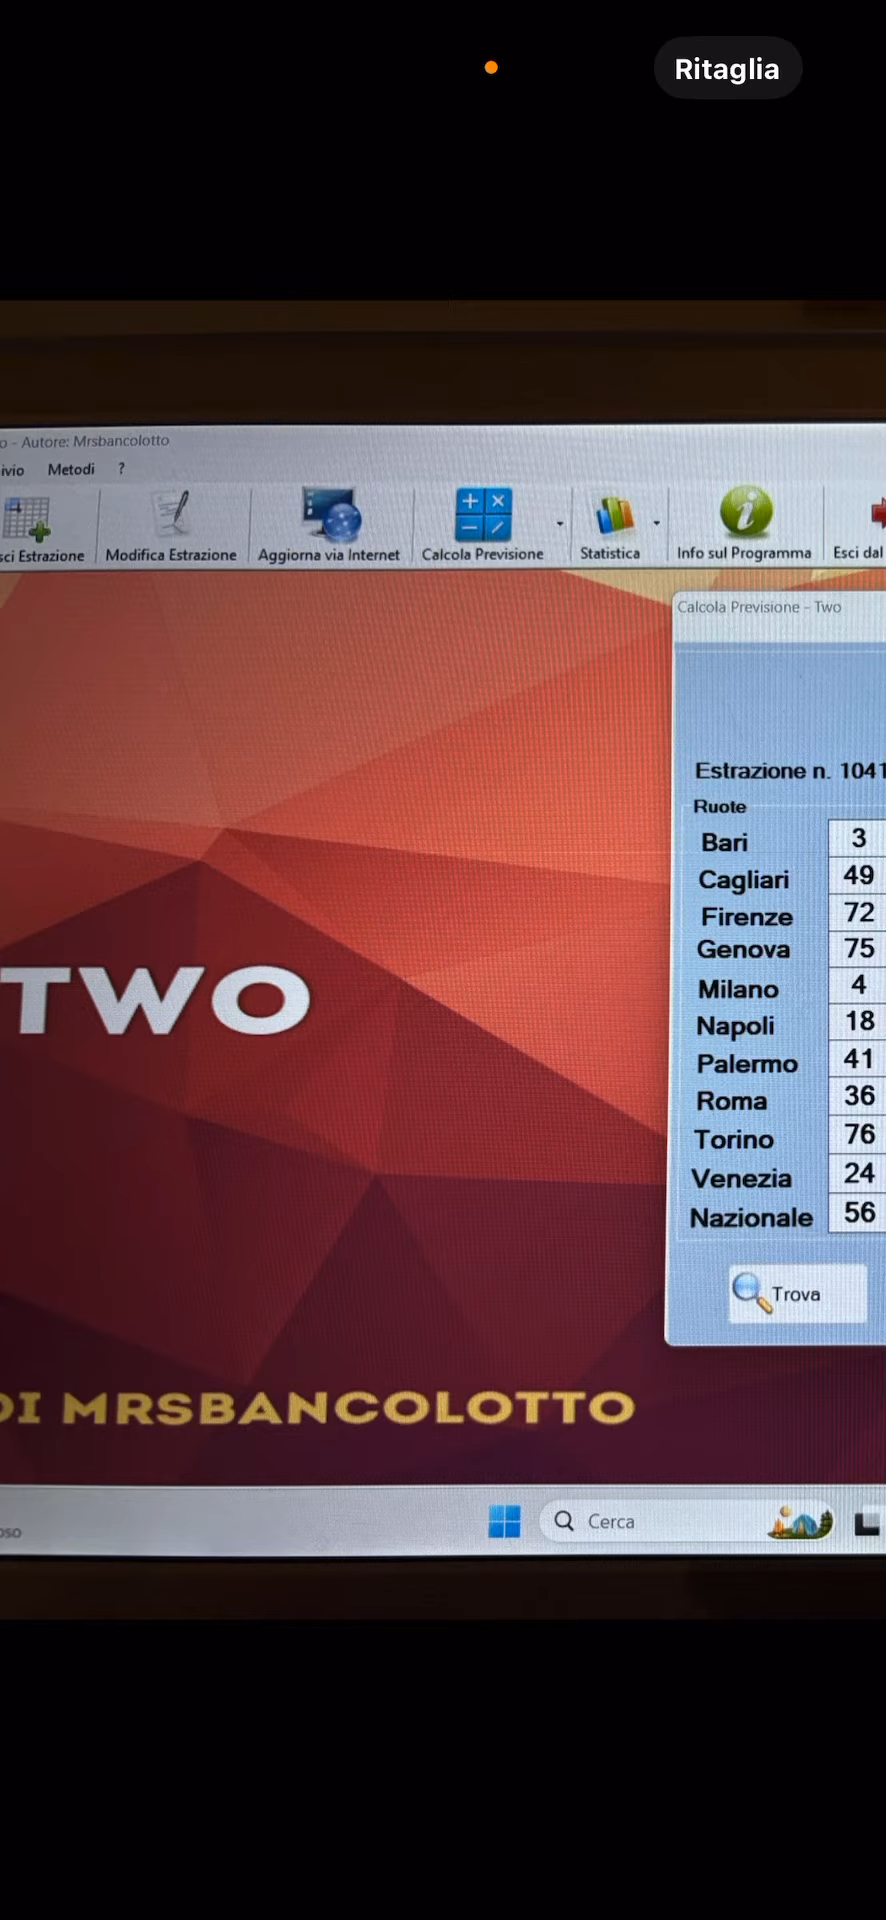 Ritaglia
o - Autore: Mrsbancolotto
ivio Metodi ?
sci Estrazione Modifica Estrazione Aggiorna via Internet Calcola Previsione Statistica Info sul Programma Esci dal
Calcola Previsione - Two
Estrazione n. 1041
Ruote
Bari 3
Cagliari 49
Firenze 72
Genova 75
Milano 4
Napoli 18
Palermo 41
Roma 36
Torino 76
Venezia 24
Nazionale 56
Trova
TWO
DI MRSBANCOLOTTO
oso
Cerca